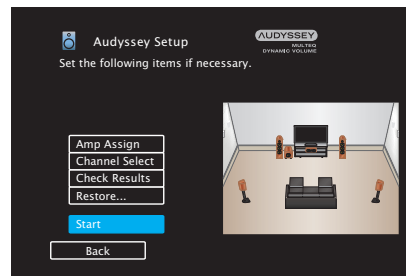 Audyssey Setup
AUDYSSEY
MULTEQ
DYNAMIC VOLUME
Set the following items if necessary.
Amp Assign
Channel Select
Check Results
Restore...
Start
Back